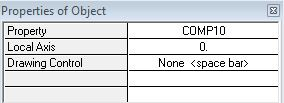 Properties of Object
Property COMP10
Local Axis 0.
Drawing Control None <space bar>